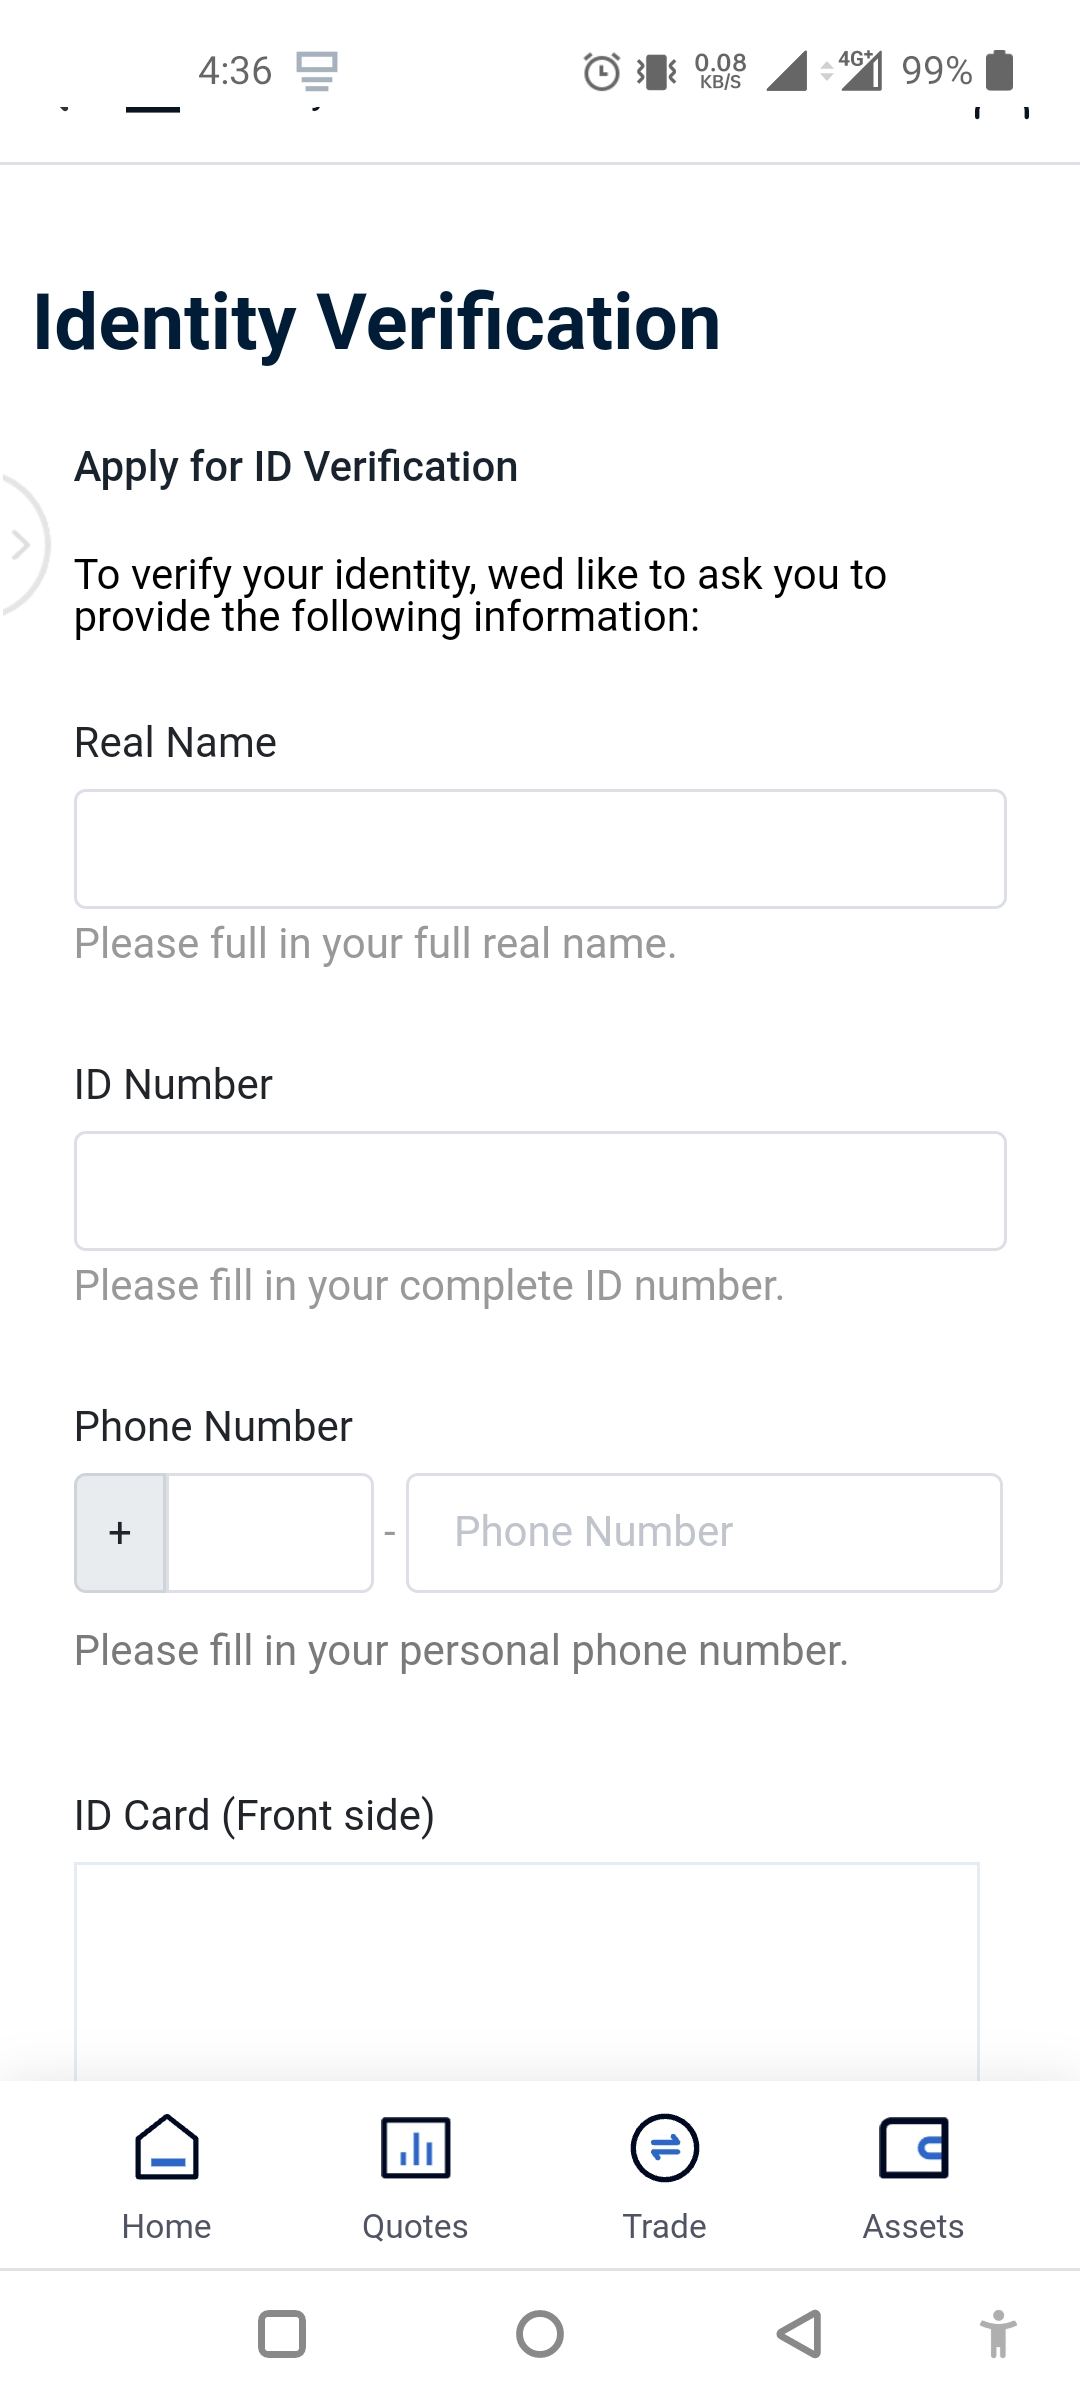 4:36
0.08
KB/S
4G+
99%
Identity Verification
Apply for ID Verification
To verify your identity, wed like to ask you to
provide the following information:
Real Name
Please full in your full real name.
ID Number
Please fill in your complete ID number.
Phone Number
+
-
Phone Number
Please fill in your personal phone number.
ID Card (Front side)
Home
Quotes
Trade
Assets